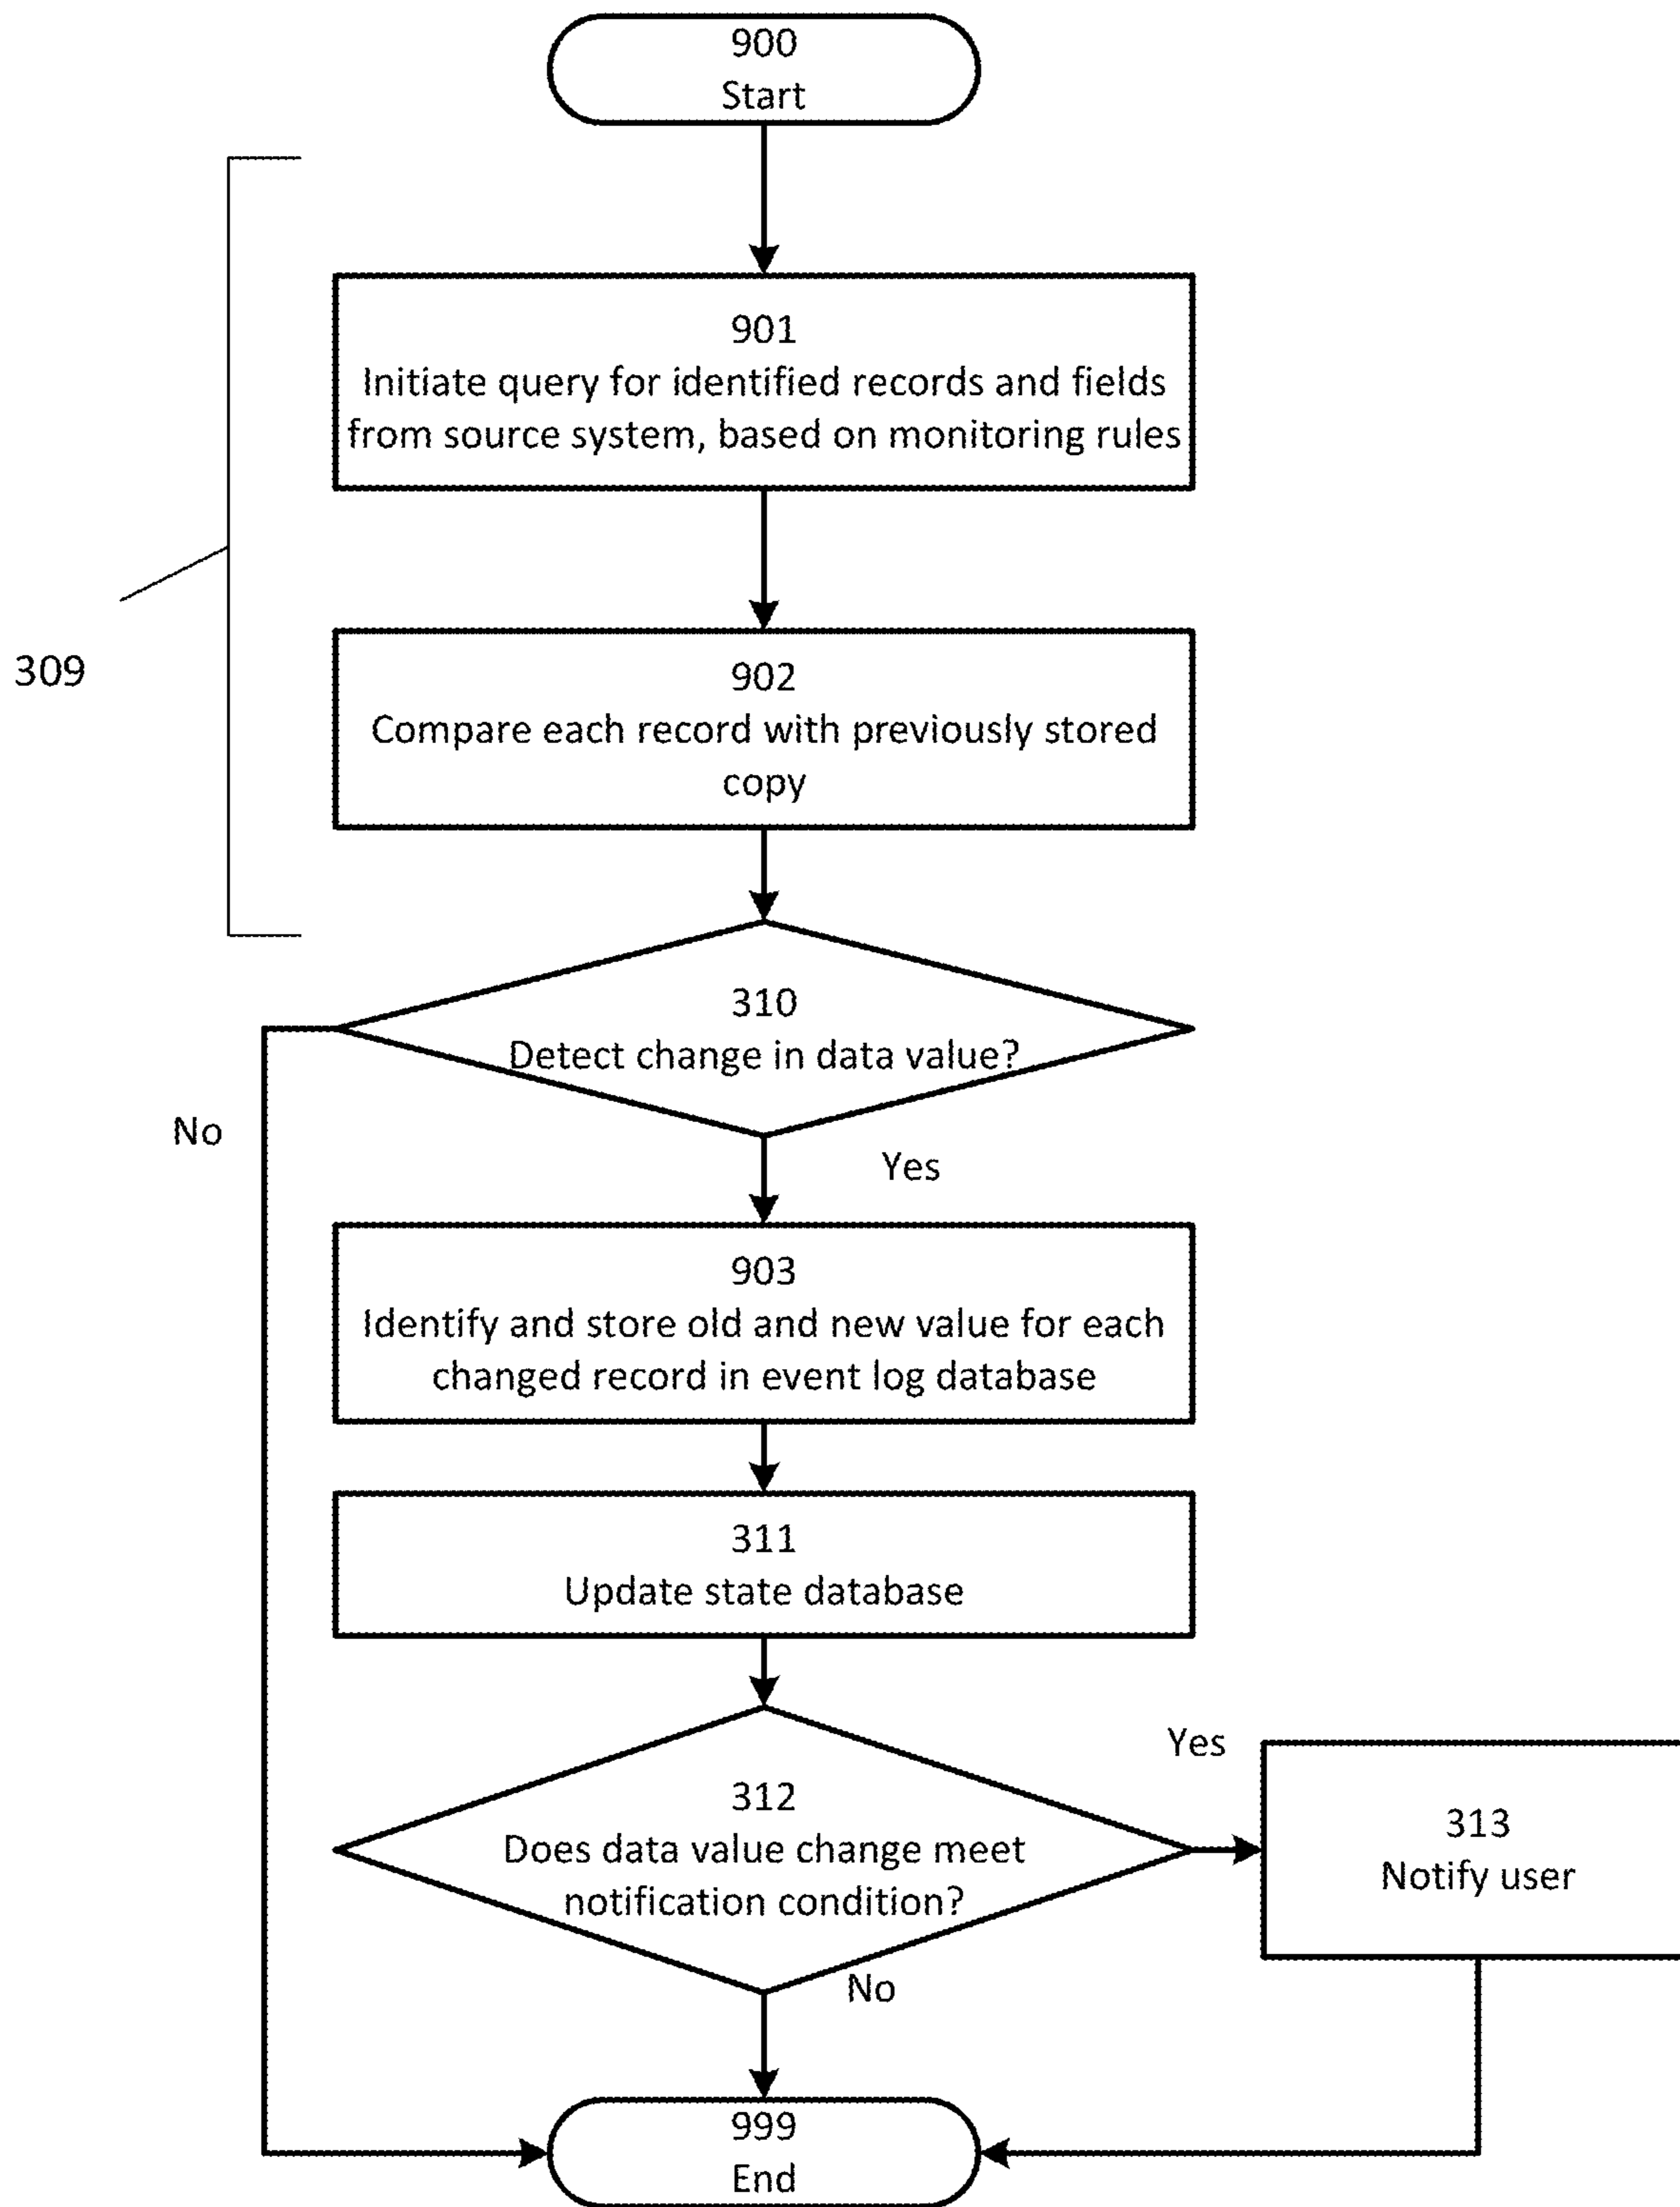 900
Start
901
Initiate query for identified records and fields
from source system, based on monitoring rules
309
902
Compare each record with previously stored
copy
310
Detect change in data value?
No
Yes
903
Identify and store old and new value for each
changed record in event log database
311
Update state database
Yes
312
Does data value change meet
notification condition?
313
Notify user
No
999
End